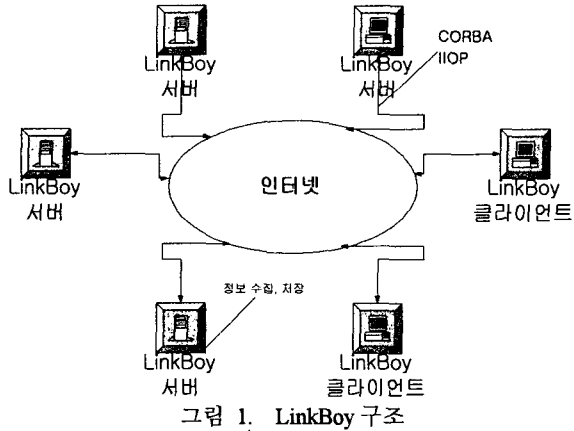 LinkBoy
서버
LinkBoy
서버
CORBA
IIOP
LinkBoy
서버
인터넷
LinkBoy
클라이언트
정보 수집, 저장
LinkBoy
서버
LinkBoy
클라이언트
그림 1. LinkBoy 구조